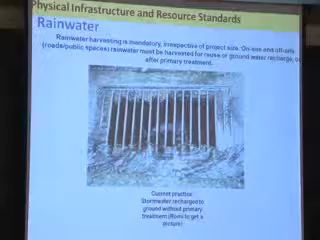 Physical Infrastructure and Resource Standards
Rainwater
Rainwater harvesting is mandatory, irrespective of project size. On-site and off-site
(roads/public spaces) rainwater must be harvested for reuse or ground water recharge,
after primary treatment.
Current practice
Stormwater recharged to
ground without primary
treatment (Romi to get a
picture)